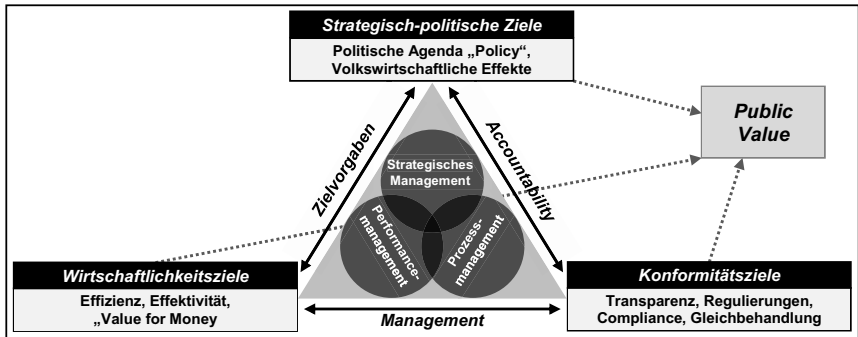 Strategisch-politische Ziele
Politische Agenda „Policy“,
Volkswirtschaftliche Effekte
Public
Value
Zielvorgaben
Accountability
Strategisches
Management
Performance-
management
Prozess-
management
Wirtschaftlichkeitsziele
Effizienz, Effektivität,
„Value for Money
Management
Konformitätsziele
Transparenz, Regulierungen,
Compliance, Gleichbehandlung